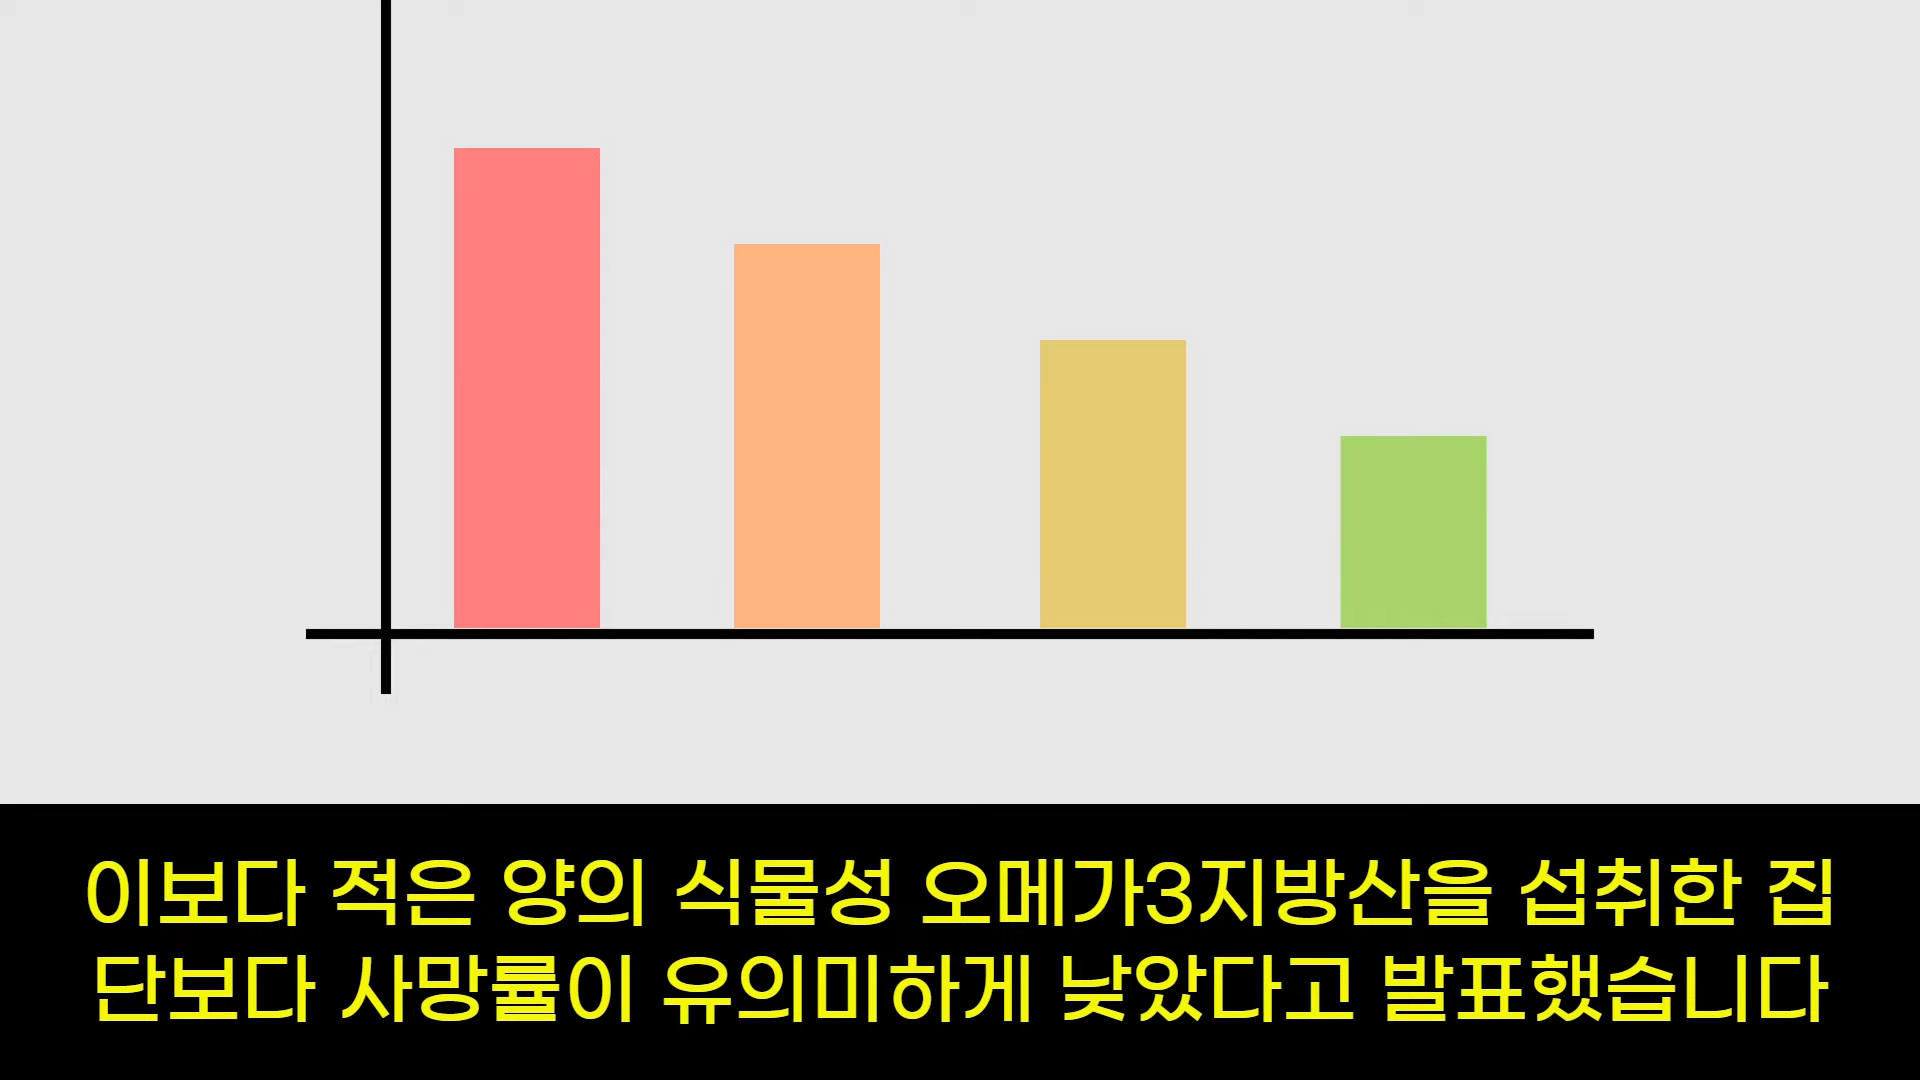 이보다 적은 양의 식물성 오메가3지방산을 섭취한 집
단보다 사망률이 유의미하게 낮았다고 발표했습니다